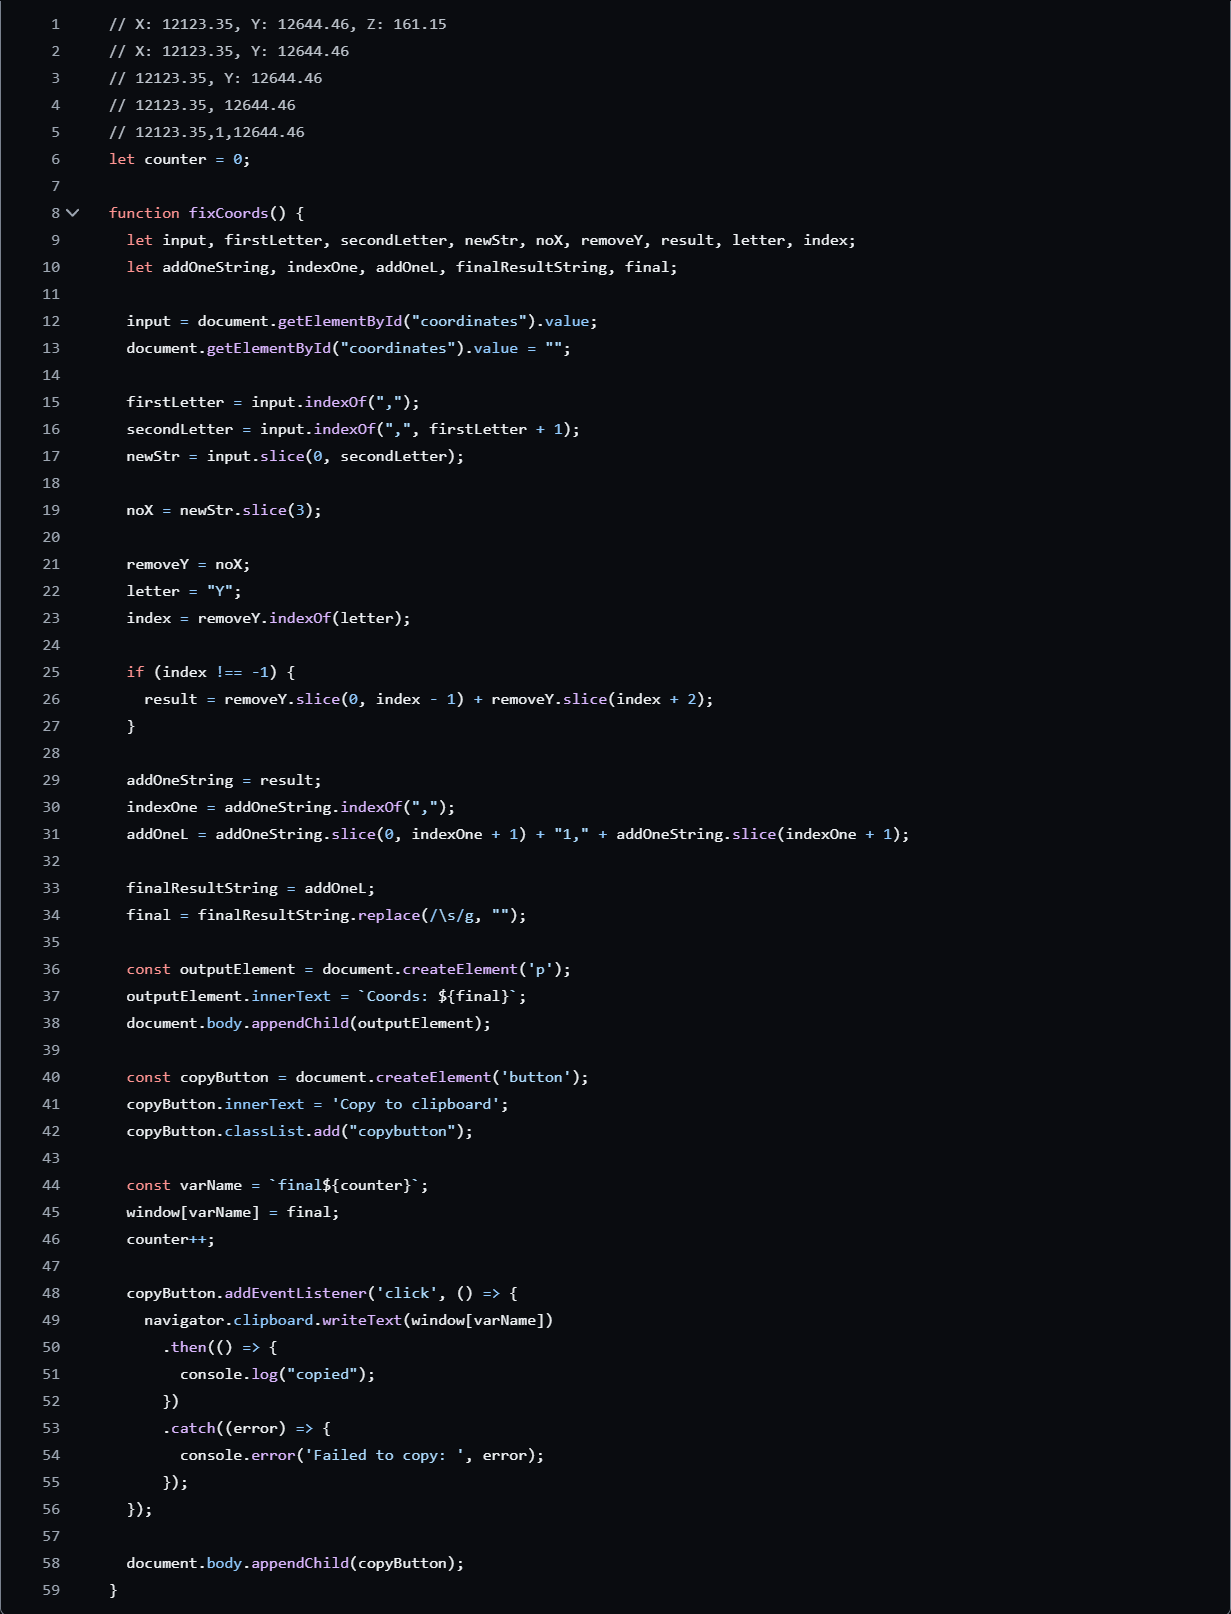 1 // X: 12123.35, Y: 12644.46, Z: 161.15
2 // X: 12123.35, Y: 12644.46
3 // 12123.35, Y: 12644.46
4 // 12123.35, 12644.46
5 // 12123.35,1,12644.46
6 let counter = 0;
7
8 function fixCoords() {
9   let input, firstLetter, secondLetter, newStr, noX, removeY, result, letter, index;
10   let addOneString, indexOne, addOneL, finalResultString, final;
11
12   input = document.getElementById("coordinates").value;
13   document.getElementById("coordinates").value = "";
14
15   firstLetter = input.indexOf(",");
16   secondLetter = input.indexOf(",", firstLetter + 1);
17   newStr = input.slice(0, secondLetter);
18
19   noX = newStr.slice(3);
20
21   removeY = noX;
22   letter = "Y";
23   index = removeY.indexOf(letter);
24
25   if (index !== -1) {
26     result = removeY.slice(0, index - 1) + removeY.slice(index + 2);
27   }
28
29   addOneString = result;
30   indexOne = addOneString.indexOf(",");
31   addOneL = addOneString.slice(0, indexOne + 1) + "1," + addOneString.slice(indexOne + 1);
32
33   finalResultString = addOneL;
34   final = finalResultString.replace(/\s/g, "");
35
36   const outputElement = document.createElement('p');
37   outputElement.innerText = `Coords: ${final}`;
38   document.body.appendChild(outputElement);
39
40   const copyButton = document.createElement('button');
41   copyButton.innerText = 'Copy to clipboard';
42   copyButton.classList.add("copybutton");
43
44   const varName = `final${counter}`;
45   window[varName] = final;
46   counter++;
47
48   copyButton.addEventListener('click', () => {
49     navigator.clipboard.writeText(window[varName])
50       .then(() => {
51         console.log("copied");
52       })
53       .catch((error) => {
54         console.error('Failed to copy: ', error);
55       });
56   });
57
58   document.body.appendChild(copyButton);
59 }